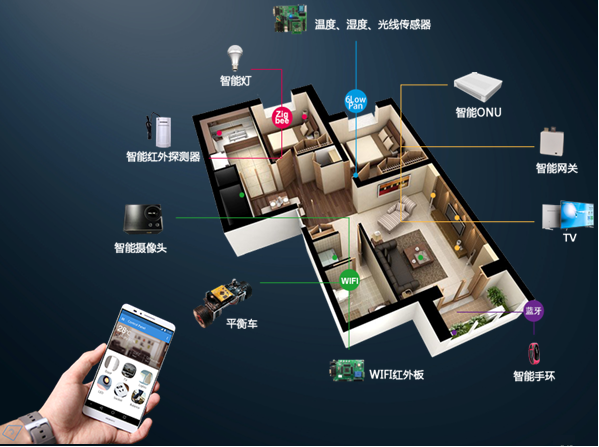 温度、湿度、光线传感器
智能灯
Zig
bee
6Low
Pan
智能ONU
智能红外探测器
智能网关
智能摄像头
TV
WIFI
平衡车
蓝牙
WIFI红外板
智能手环